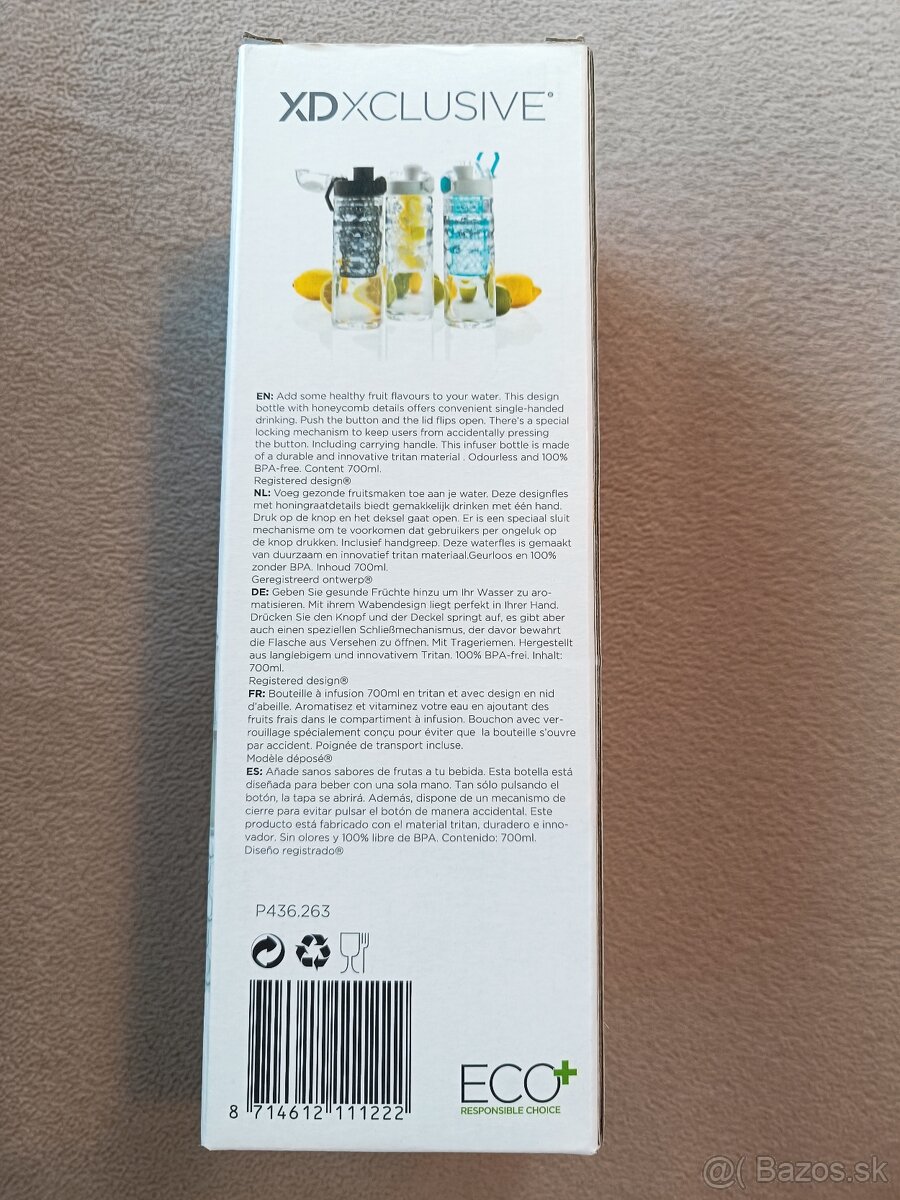 XDXCLUSIVE®
EN: Add some healthy fruit flavours to your water. This design
bottle with honeycomb details offers convenient single-handed
drinking. Push the button and the lid flips open. There's a special
locking mechanism to keep users from accidentally pressing
the button. Including carrying handle. This infuser bottle is made
of a durable and innovative tritan material . Odourless and 100%
BPA-free. Content 700ml.
Registered design®
NL: Voeg gezonde fruitsmaken toe aan je water. Deze designfles
met honingraatdetails biedt gemakkelijk drinken met één hand.
Druk op de knop en het deksel gaat open. Er is een speciaal sluit
mechanisme om te voorkomen dat gebruikers per ongeluk op
de knop drukken. Inclusief handgreep. Deze waterfles is gemaakt
van duurzaam en innovatief tritan materiaal.Geurloos en 100%
zonder BPA. Inhoud 700ml.
Geregistreerd ontwerp®
DE: Geben Sie gesunde Früchte hinzu um Ihr Wasser zu aro-
matisieren. Mit ihrem Wabendesign liegt perfekt in Ihrer Hand.
Drücken Sie den Knopf und der Deckel springt auf, es gibt aber
auch einen speziellen Schließmechanismus, der davor bewahrt
die Flasche aus Versehen zu öffnen. Mit Trageriemen. Hergestellt
aus langlebigem und innovativem Tritan. 100% BPA-frei. Inhalt:
700ml.
Registered design®
FR: Bouteille à infusion 700ml en tritan et avec design en nid
d'abeille. Aromatisez et vitaminez votre eau en ajoutant des
fruits frais dans le compartiment à infusion. Bouchon avec ver-
rouillage spécialement conçu pour éviter que la bouteille s'ouvre
par accident. Poignée de transport incluse.
Modèle déposé®
ES: Añade sanos sabores de frutas a tu bebida. Esta botella está
diseñada para beber con una sola mano. Tan sólo pulsando el
botón, la tapa se abrirá. Además, dispone de un mecanismo de
cierre para evitar pulsar el botón de manera accidental. Este
producto está fabricado con el material tritan, duradero e inno-
vador. Sin olores y 100% libre de BPA. Contenido: 700ml.
Diseño registrado®
P436.263
8 714612 111222
ECO+
RESPONSIBLE CHOICE
@( Bazos.sk